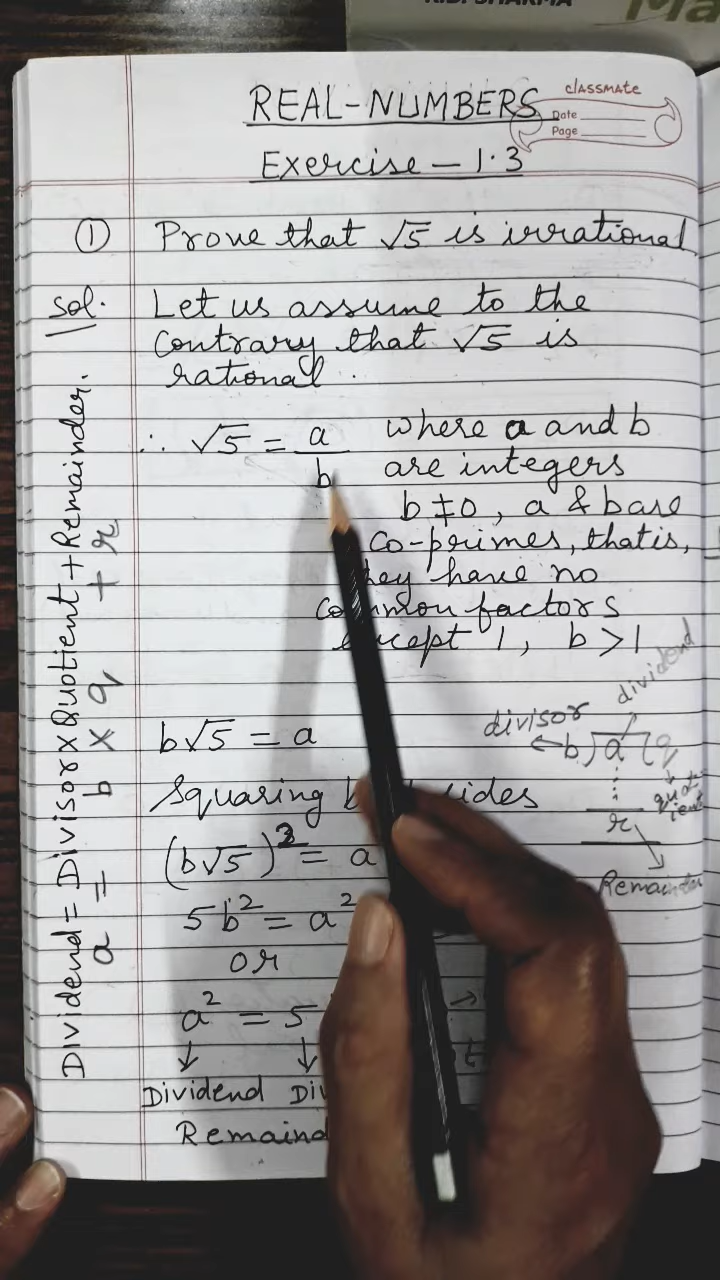 REAL-NUMBERS
classmate
Date
Page
Exercise - 1.3
① Prove that √5 is irrational
Sol. Let us assume to the
contrary that √5 is
rational.
∴ √5 = a/b where a and b
are integers
b ≠ 0, a & b are
co-primes, that is,
they have no
common factors
except 1, b > 1
b√5 = a
Squaring sides
(b√5)² = a
5b² = a²
or
a² = 5
Dividend
Dividend = Divisor x Quotient + Remainder.
a = b x q + r
divisor
dividend
b) a (q
quotient
r
Remainder